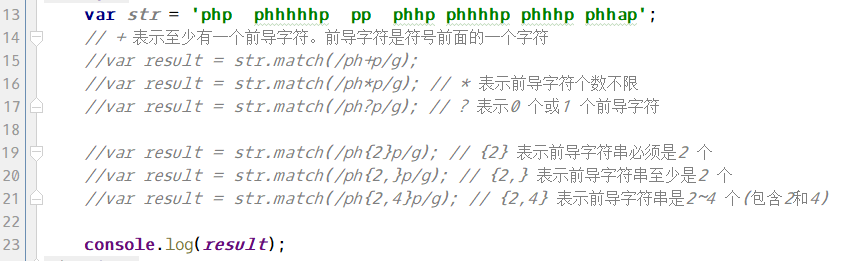 13 var str = 'php  phhhhhp  pp  phhp phhhhp phhhp phhap';
14 // + 表示至少有一个前导字符。前导字符是符号前面的一个字符
15 //var result = str.match(/ph+p/g);
16 //var result = str.match(/ph*p/g); // * 表示前导字符个数不限
17 //var result = str.match(/ph?p/g); // ? 表示0 个或1 个前导字符
18
19 //var result = str.match(/ph{2}p/g); // {2} 表示前导字符串必须是2 个
20 //var result = str.match(/ph{2,}p/g); // {2,} 表示前导字符串至少是2 个
21 //var result = str.match(/ph{2,4}p/g); // {2,4} 表示前导字符串是2~4 个(包含2和4)
22
23 console.log(result);